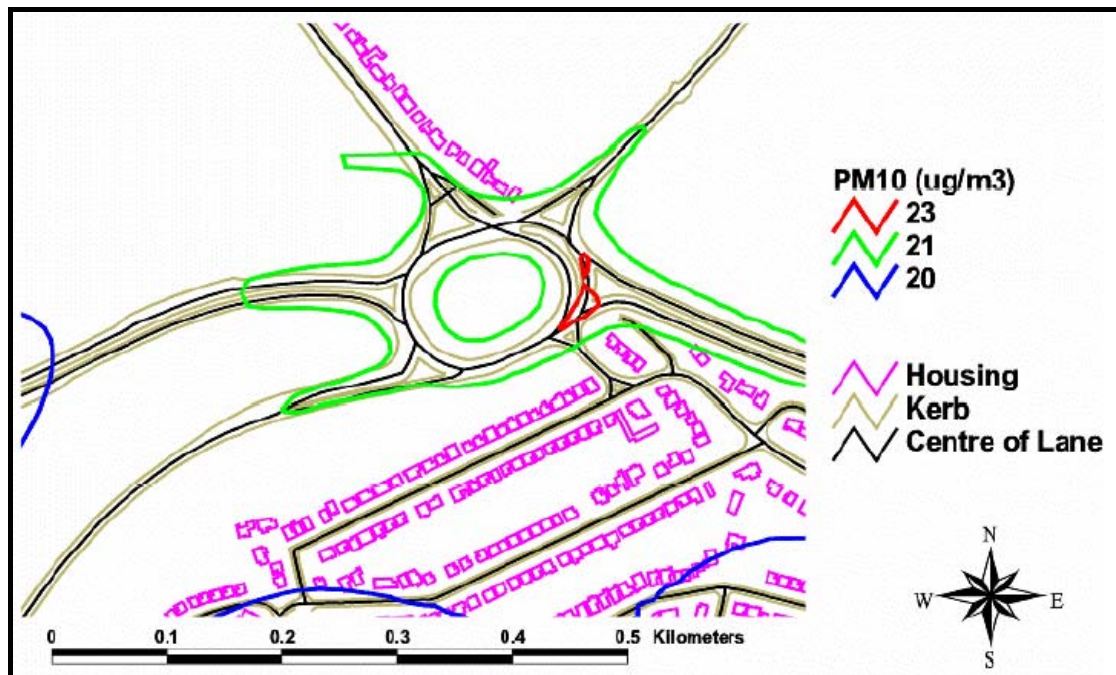 PM10 (ug/m3)
23
21
20
Housing
Kerb
Centre of Lane
N
W E
S
0 0.1 0.2 0.3 0.4 0.5 Kilometers